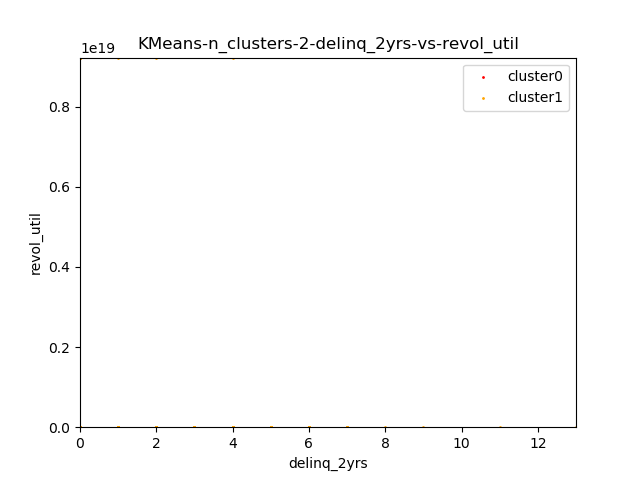 KMeans-n_clusters-2-delinq_2yrs-vs-revol_util
1e19
cluster0
cluster1
0.8
0.6
0.4
0.2
0.0
revol_util
0 2 4 6 8 10 12
delinq_2yrs